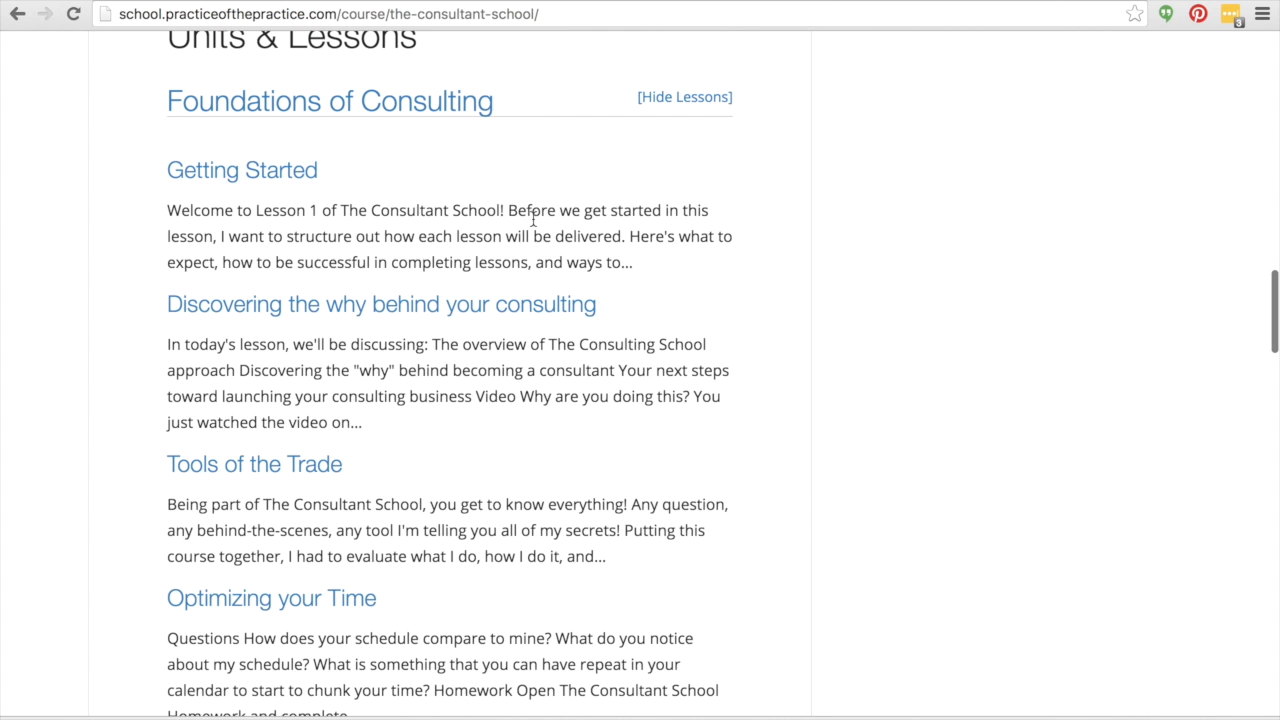 school.practiceofthepractice.com/course/the-consultant-school/
3
Units & Lessons
Foundations of Consulting
[Hide Lessons]
Getting Started
Welcome to Lesson 1 of The Consultant School! Before we get started in this
lesson, I want to structure out how each lesson will be delivered. Here's what to
expect, how to be successful in completing lessons, and ways to...
Discovering the why behind your consulting
In today's lesson, we'll be discussing: The overview of The Consulting School
approach Discovering the "why" behind becoming a consultant Your next steps
toward launching your consulting business Video Why are you doing this? You
just watched the video on...
Tools of the Trade
Being part of The Consultant School, you get to know everything! Any question,
any behind-the-scenes, any tool I'm telling you all of my secrets! Putting this
course together, I had to evaluate what I do, how I do it, and...
Optimizing your Time
Questions How does your schedule compare to mine? What do you notice
about my schedule? What is something that you can have repeat in your
calendar to start to chunk your time? Homework Open The Consultant School
Homework and complete